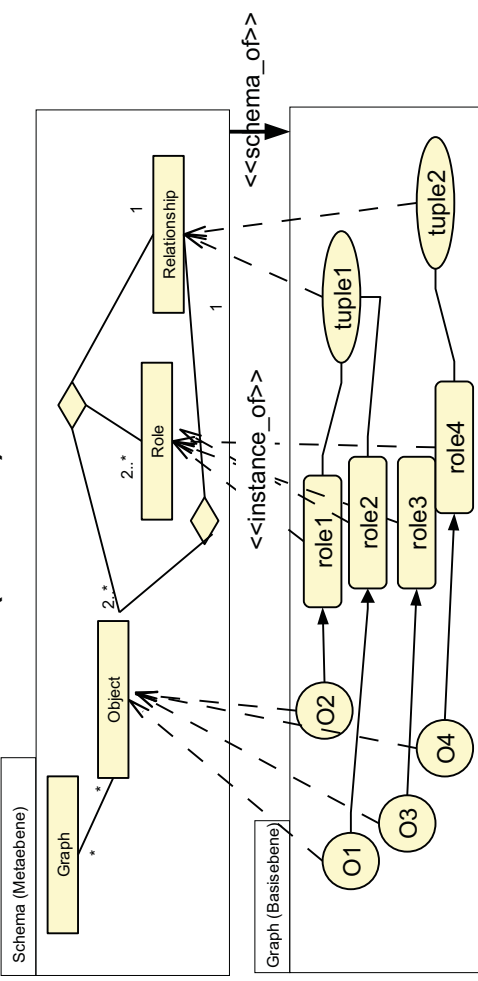 Schema (Metaebene)
Graph
*
*
Object
2..*
2..*
Role
1
Relationship
1
<<schema_of>>
<<instance_of>>
Graph (Basisebene)
O1
O2
O3
O4
role1
role2
role3
role4
tuple1
tuple2